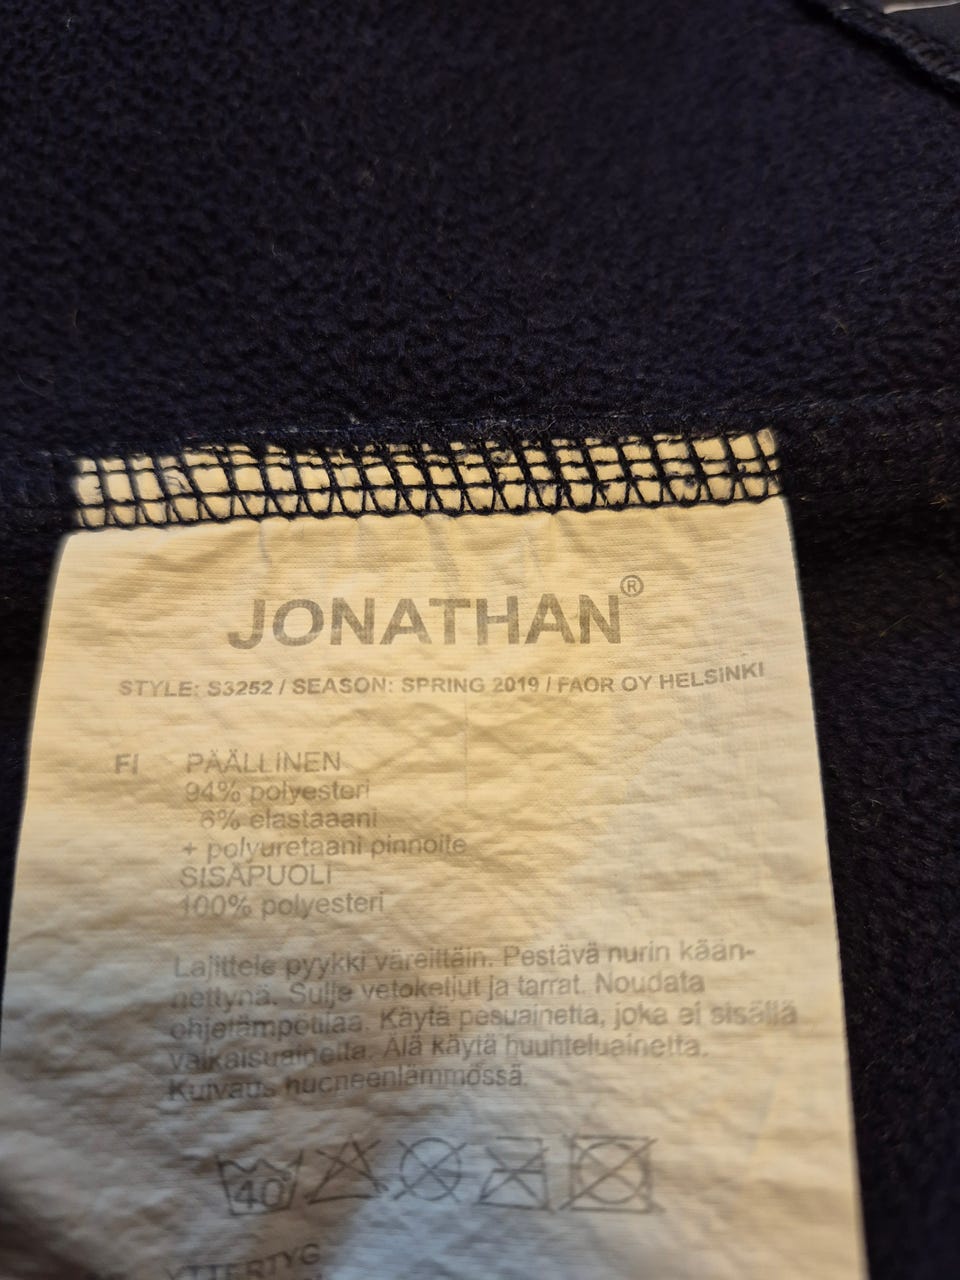 JONATHAN®
STYLE: S3252 / SEASON: SPRING 2019 / FAOR OY HELSINKI
FI PÄÄLLINEN
94% polyesteri
6% elastaaani
+ polyuretaani pinnoite
SISÄPUOLI
100% polyesteri
Lajittele pyykki väreittäin. Pestävä nurin kään-
nettynä. Sulje vetoketjut ja tarrat. Noudata
ohjelämpötilaa. Käytä pesuainetta, joka ei sisällä
valkaisuainetta. Älä käytä huuhteluainetta.
Kuivaus huoneenlämmössä.
40
YTTERTYG